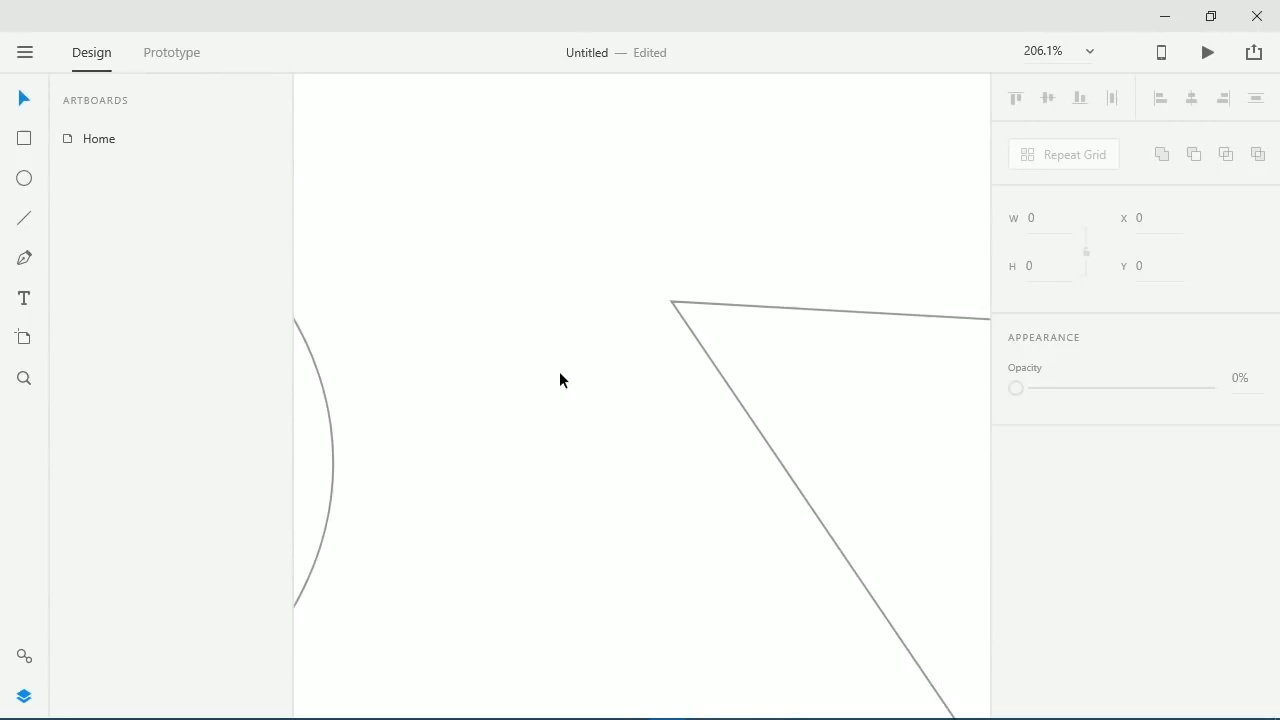 Design
Prototype
Untitled — Edited
206.1%
ARTBOARDS
Home
Repeat Grid
W 0
X 0
H 0
Y 0
APPEARANCE
Opacity
0%